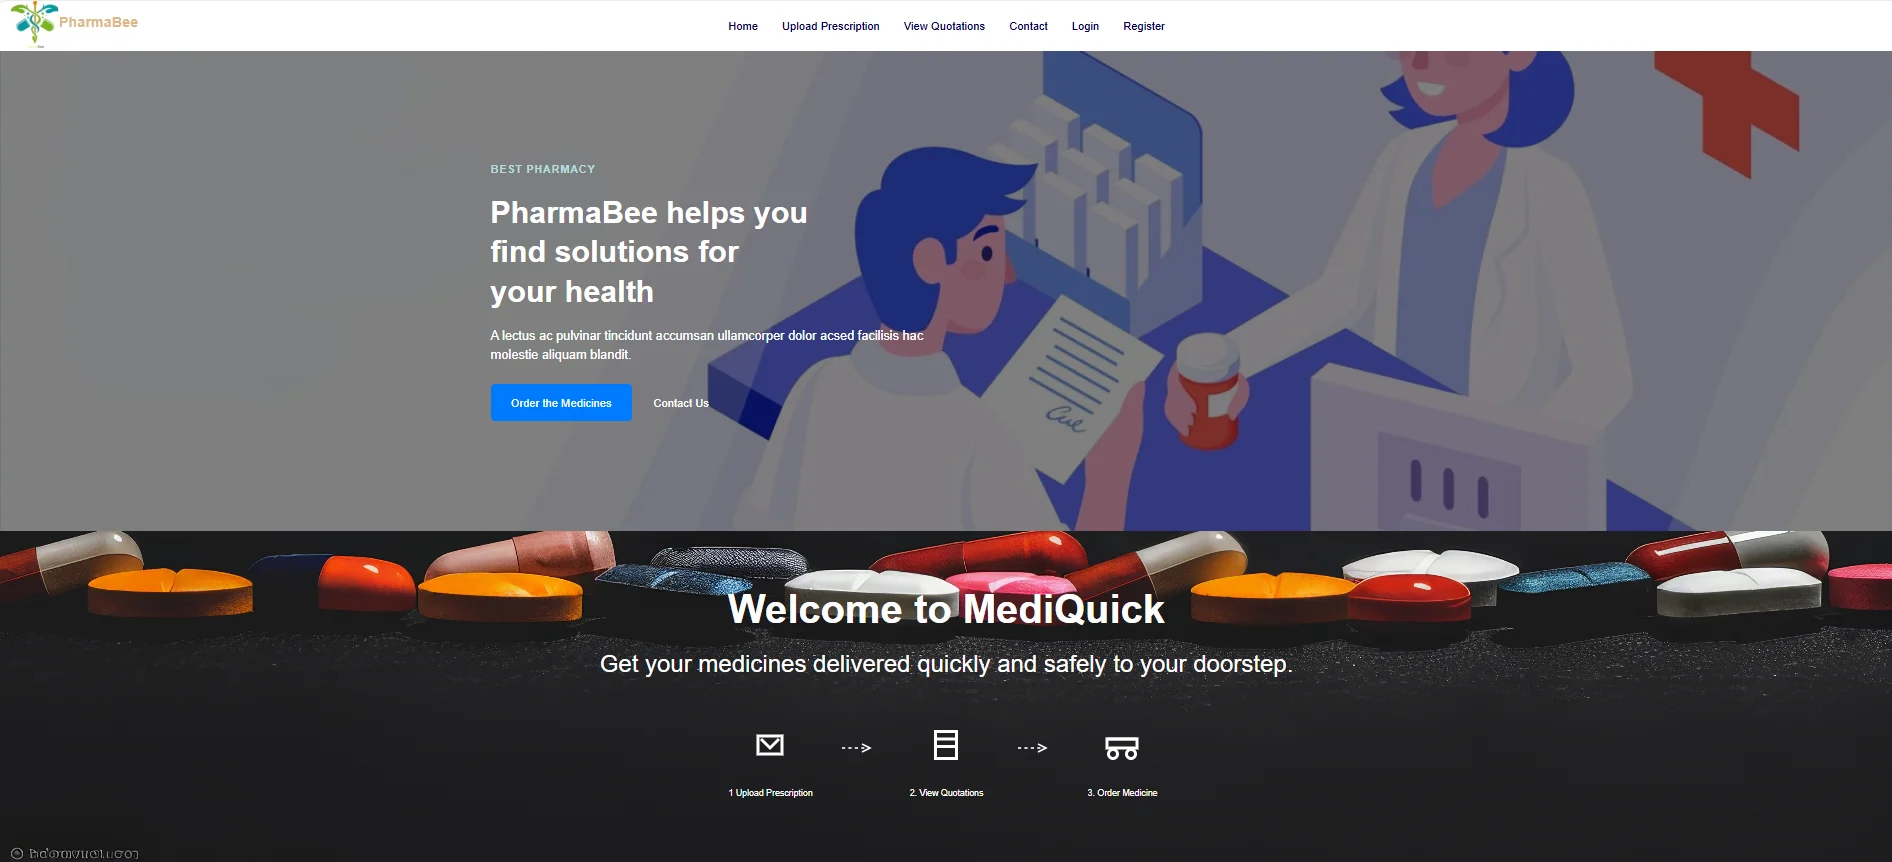 PharmaBee
Home Upload Prescription View Quotations Contact Login Register
BEST PHARMACY
PharmaBee helps you
find solutions for
your health
A lectus ac pulvinar tincidunt accumsan ullamcorper dolor acsed facilisis hac
molestie aliquam blandit.
Order the Medicines Contact Us
Welcome to MediQuick
Get your medicines delivered quickly and safely to your doorstep.
1 Upload Prescription 2. View Quotations 3. Order Medicine